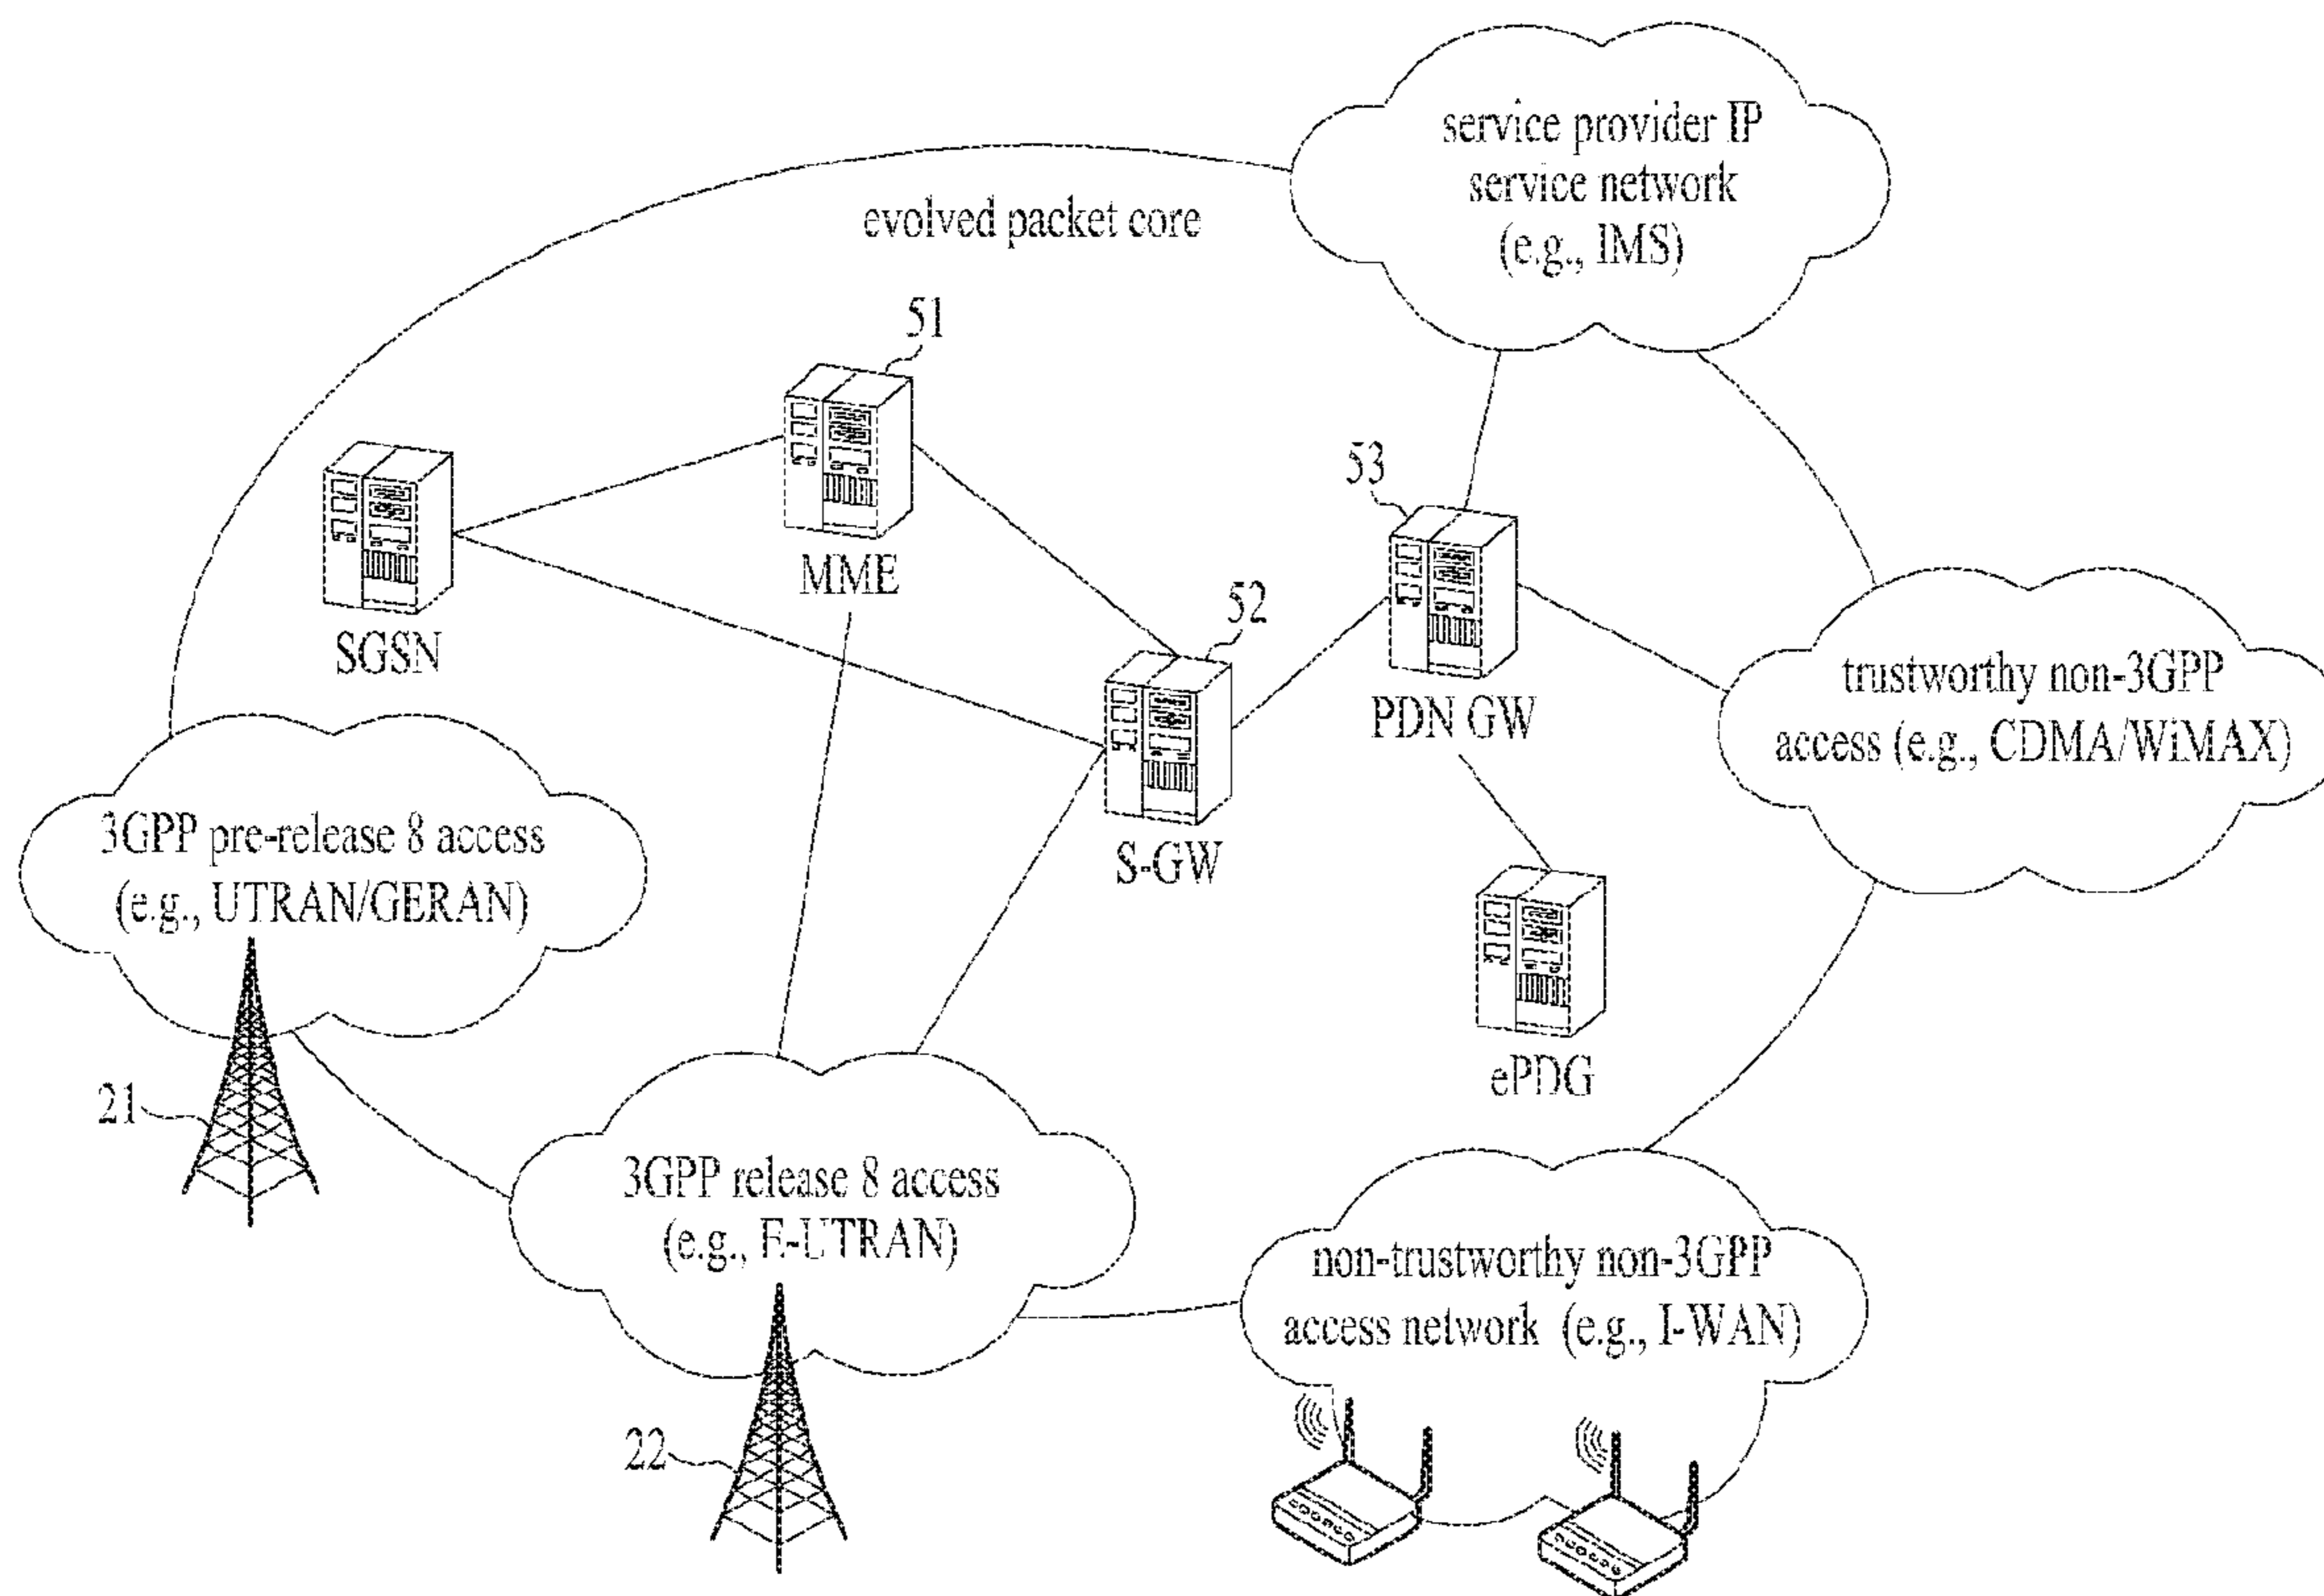 service provider IP
service network
(e.g., IMS)
evolved packet core
51
MME
SGSN
53
PDN GW
52
S-GW
trustworthy non-3GPP
access (e.g., CDMA/WiMAX)
3GPP pre-release 8 access
(e.g., UTRAN/GERAN)
21
ePDG
3GPP release 8 access
(e.g., E-UTRAN)
22
non-trustworthy non-3GPP
access network (e.g., I-WAN)